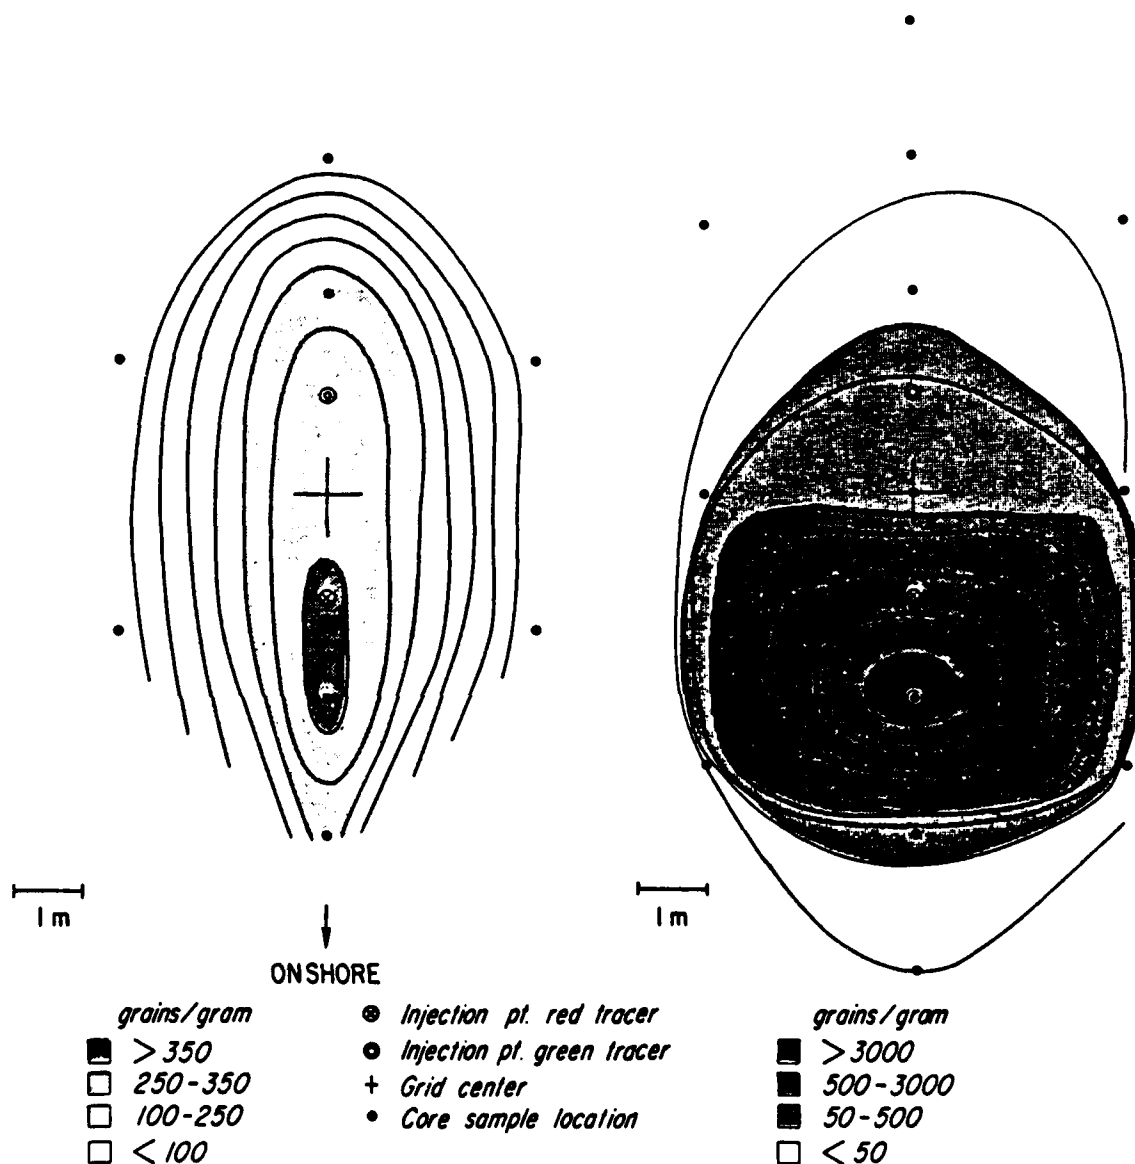 1 m
1 m
ONSHORE
grains/gram
> 350
250-350
100-250
< 100
Injection pt. red tracer
Injection pt. green tracer
Grid center
Core sample location
grains/gram
> 3000
500-3000
50-500
< 50